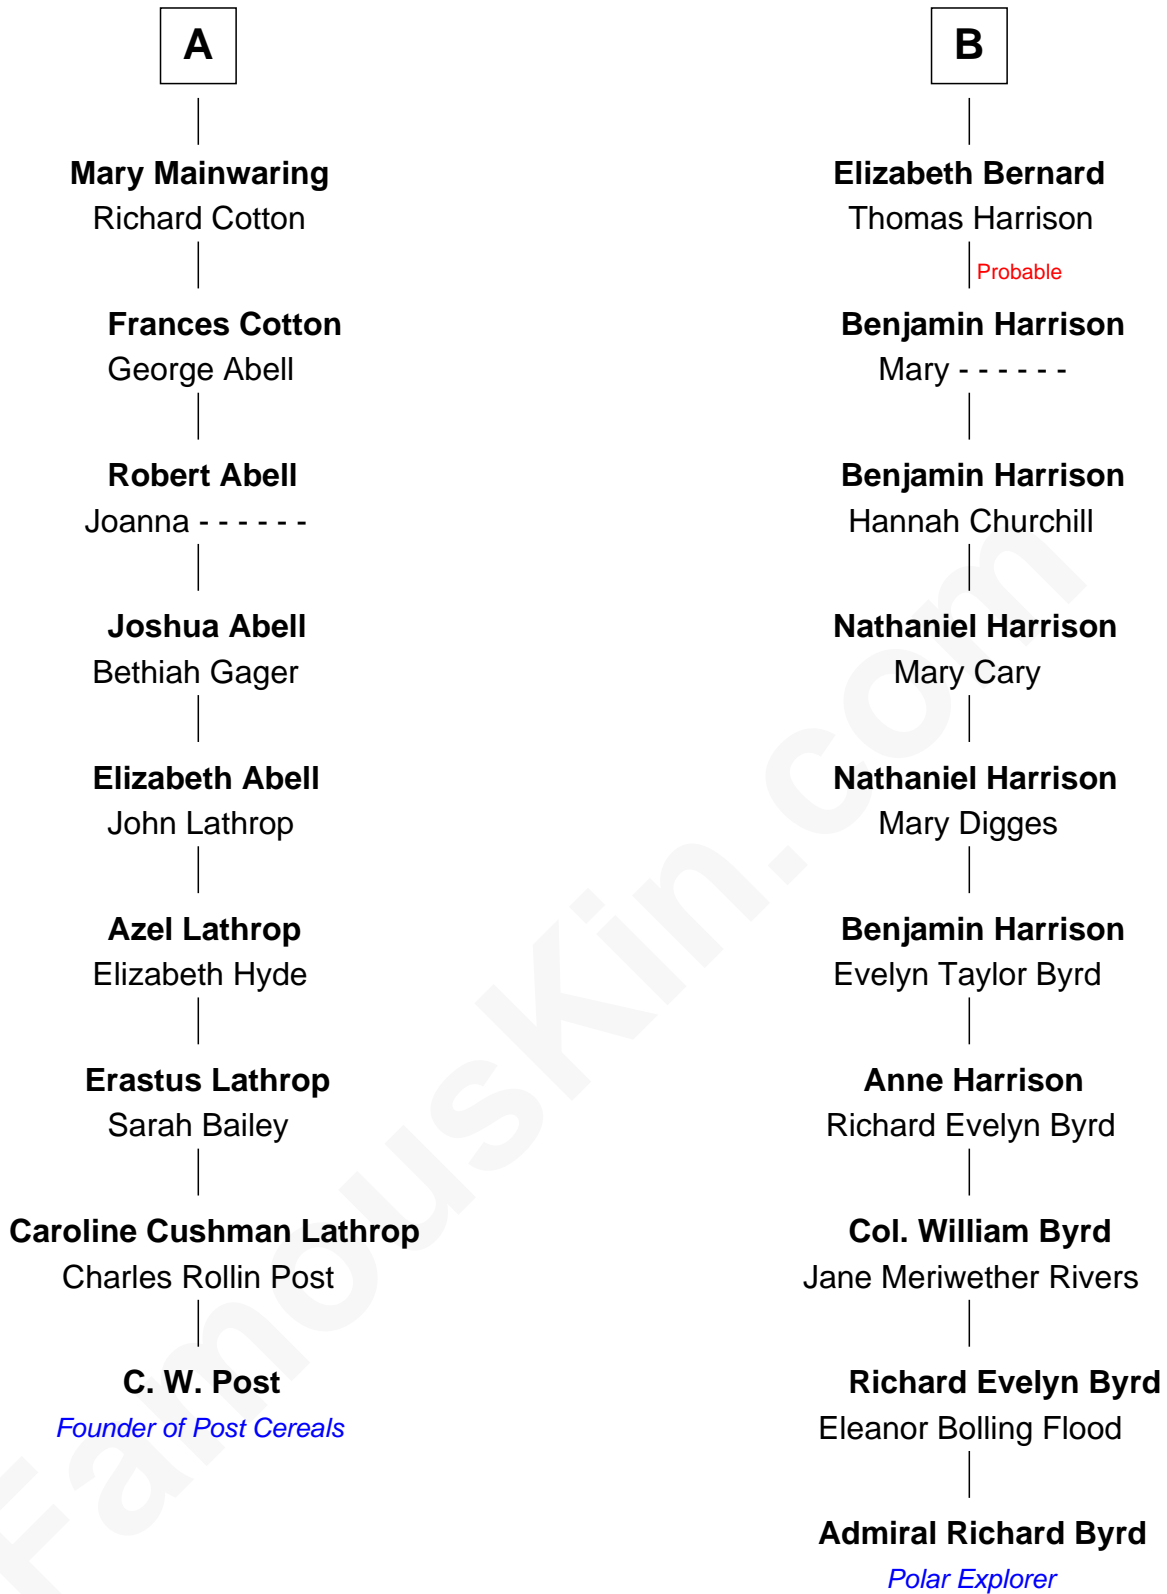 A
Mary Mainwaring
Richard Cotton
Frances Cotton
George Abell
Robert Abell
Joanna - - - - - -
Joshua Abell
Bethiah Gager
Elizabeth Abell
John Lathrop
Azel Lathrop
Elizabeth Hyde
Erastus Lathrop
Sarah Bailey
Caroline Cushman Lathrop
Charles Rollin Post
C. W. Post
Founder of Post Cereals
B
Elizabeth Bernard
Thomas Harrison
Probable
Benjamin Harrison
Mary - - - - - -
Benjamin Harrison
Hannah Churchill
Nathaniel Harrison
Mary Cary
Nathaniel Harrison
Mary Digges
Benjamin Harrison
Evelyn Taylor Byrd
Anne Harrison
Richard Evelyn Byrd
Col. William Byrd
Jane Meriwether Rivers
Richard Evelyn Byrd
Eleanor Bolling Flood
Admiral Richard Byrd
Polar Explorer
FamousKin.com